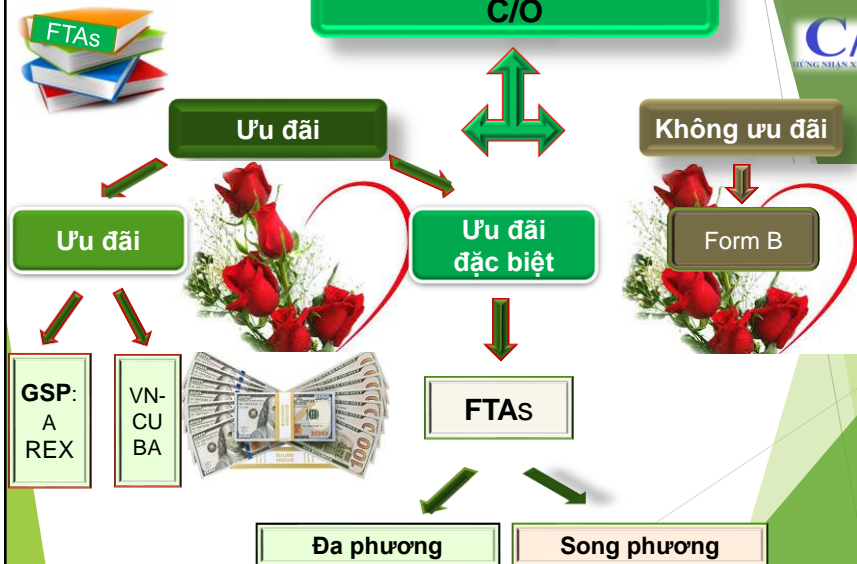 C/O
FTAs
Ưu đãi
Không ưu đãi
Ưu đãi
Ưu đãi
đặc biệt
Form B
GSP:
A
REX
VN-
CU
BA
FTAs
100
Đa phương
Song phương